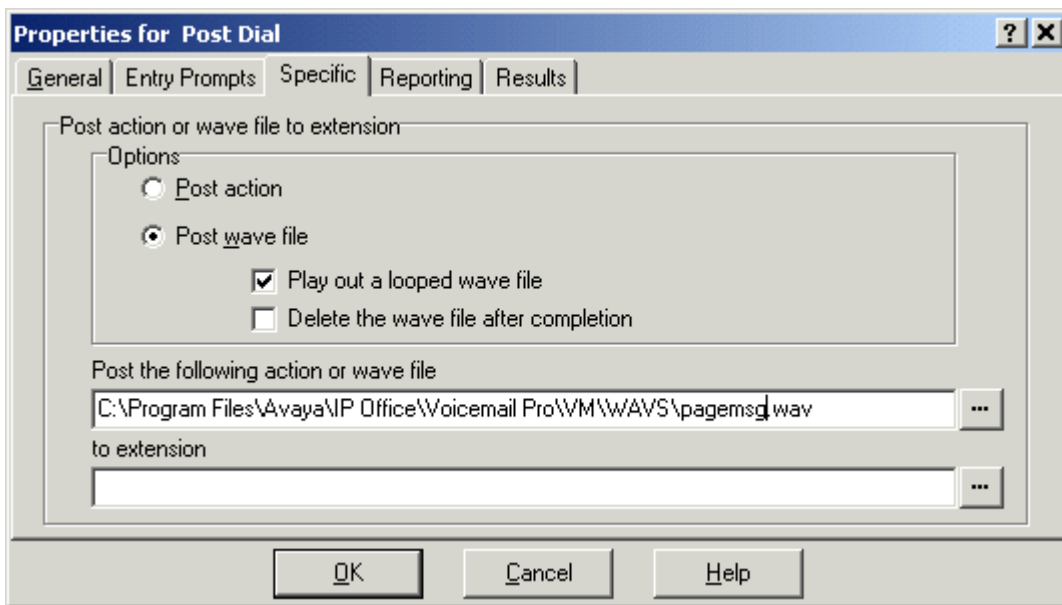 Properties for Post Dial
General Entry Prompts Specific Reporting Results
Post action or wave file to extension
Options
Post action
Post wave file
Play out a looped wave file
Delete the wave file after completion
Post the following action or wave file
C:\Program Files\Avaya\IP Office\Voicemail Pro\VM\WAVS\pagemsg.wav ...
to extension
...
OK Cancel Help